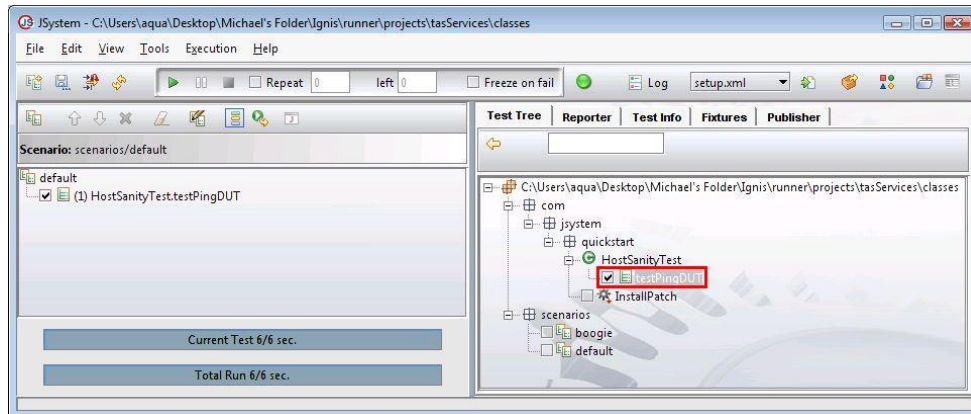 JSystem - C:\Users\aqua\Desktop\Michael's Folder\Ignis\runner\projects\tasServices\classes
File Edit View Tools Execution Help
Repeat 0 left 0 Freeze on fail Log setup.xml
Test Tree Reporter Test Info Fixtures Publisher
Scenario: scenarios/default
default
(1) HostSanityTest.testPingDUT
C:\Users\aqua\Desktop\Michael's Folder\Ignis\runner\projects\tasServices\classes
com
jsystem
quickstart
HostSanityTest
testPingDUT
InstallPatch
scenarios
boogie
default
Current Test 6/6 sec.
Total Run 6/6 sec.